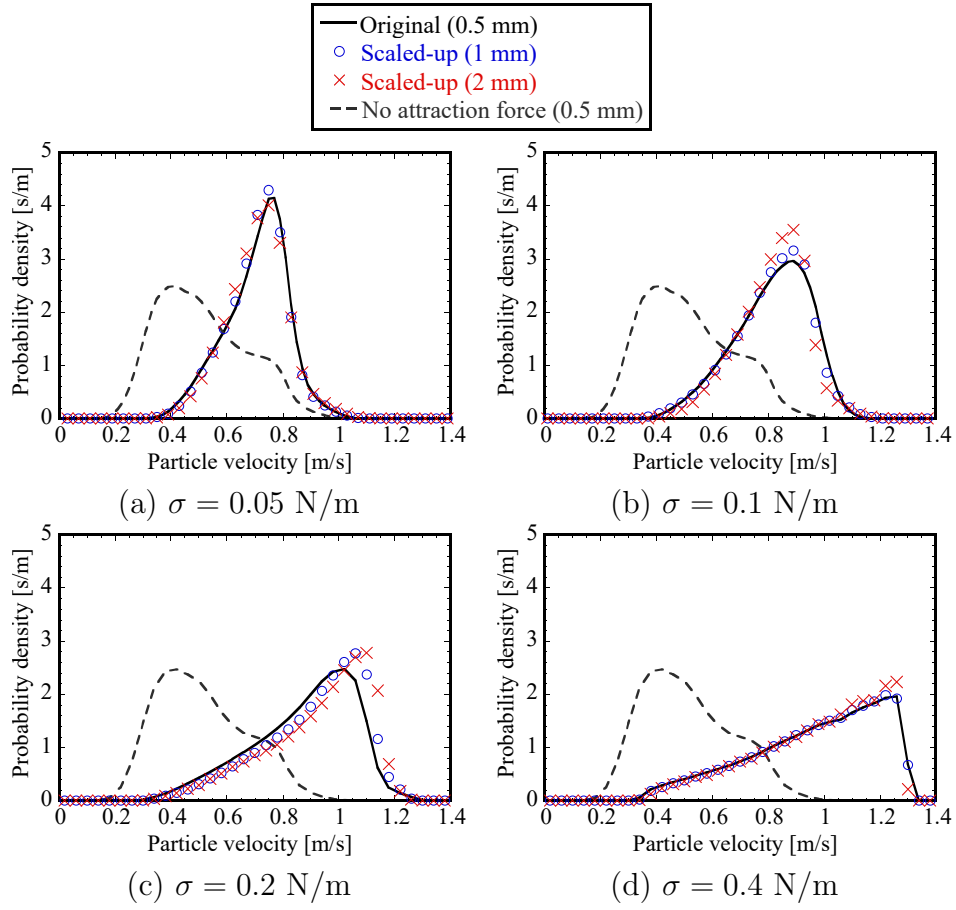 Original (0.5 mm)
Scaled-up (1 mm)
Scaled-up (2 mm)
No attraction force (0.5 mm)
Probability density [s/m]
5
4
3
2
1
0
0 0.2 0.4 0.6 0.8 1 1.2 1.4
Particle velocity [m/s]
(a) σ = 0.05 N/m
Probability density [s/m]
5
4
3
2
1
0
0 0.2 0.4 0.6 0.8 1 1.2 1.4
Particle velocity [m/s]
(b) σ = 0.1 N/m
Probability density [s/m]
5
4
3
2
1
0
0 0.2 0.4 0.6 0.8 1 1.2 1.4
Particle velocity [m/s]
(c) σ = 0.2 N/m
Probability density [s/m]
5
4
3
2
1
0
0 0.2 0.4 0.6 0.8 1 1.2 1.4
Particle velocity [m/s]
(d) σ = 0.4 N/m